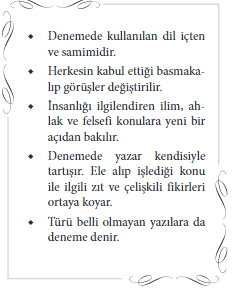 ◆ Denemede kullanılan dil içten
ve samimidir.
◆ Herkesin kabul ettiği basmaka-
lıp görüşler değiştirilir.
◆ İnsanlığı ilgilendiren ilim, ah-
lak ve felsefi konulara yeni bir
açıdan bakılır.
◆ Denemede yazar kendisiyle
tartışır. Ele alıp işlediği konu
ile ilgili zıt ve çelişkili fikirleri
ortaya koyar.
◆ Türü belli olmayan yazılara da
deneme denir.